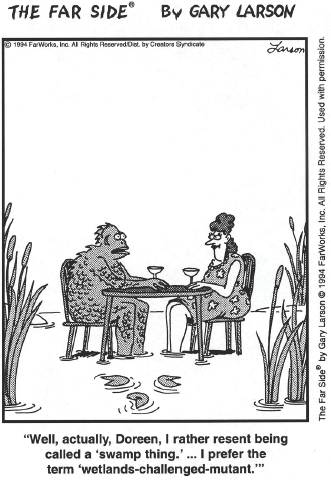 THE FAR SIDE® By GARY LARSON
© 1994 FarWorks, Inc. All Rights Reserved/Dist. by Creators Syndicate
Larson
The Far Side® by Gary Larson © 1994 FarWorks, Inc. All Rights Reserved. Used with permission.
"Well, actually, Doreen, I rather resent being
called a 'swamp thing.' ... I prefer the
term 'wetlands-challenged-mutant.'"